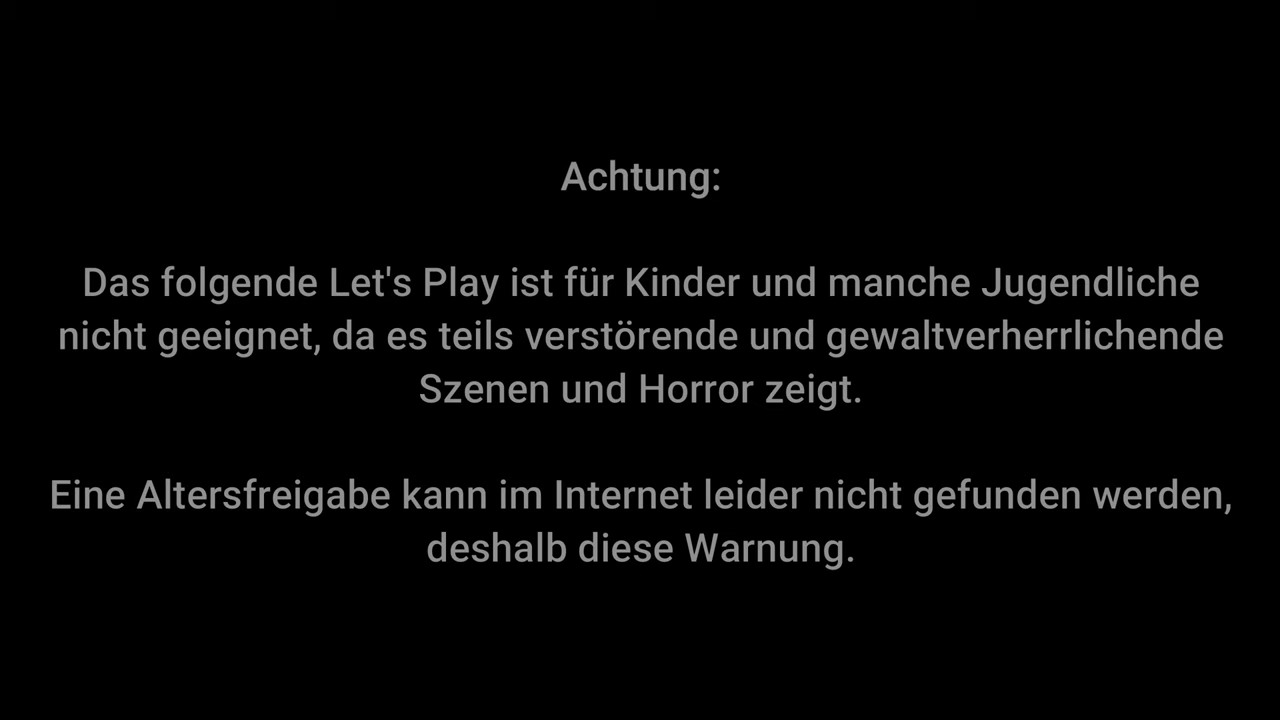 Achtung:
Das folgende Let's Play ist für Kinder und manche Jugendliche
nicht geeignet, da es teils verstörende und gewaltverherrlichende
Szenen und Horror zeigt.
Eine Altersfreigabe kann im Internet leider nicht gefunden werden,
deshalb diese Warnung.